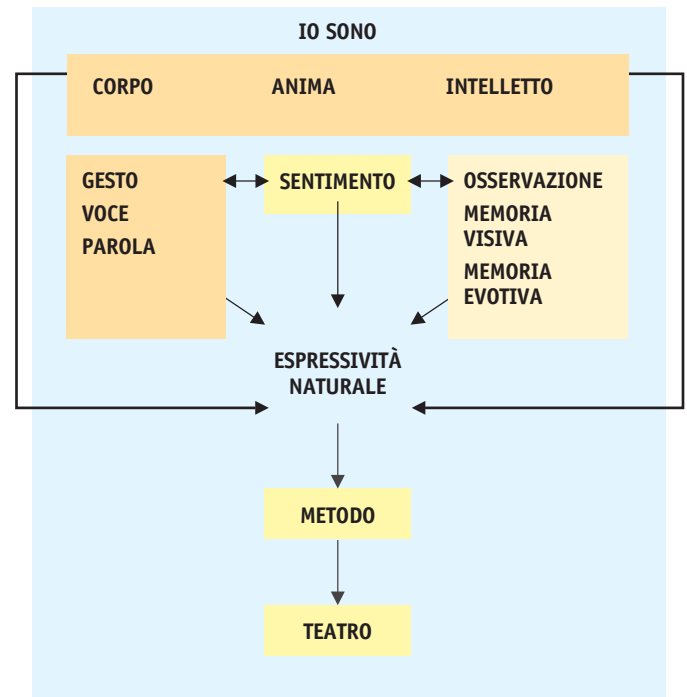 IO SONO
CORPO ANIMA INTELLETTO
GESTO
VOCE
PAROLA
SENTIMENTO
OSSERVAZIONE
MEMORIA
VISIVA
MEMORIA
EVOTIVA
ESPRESSIVITÀ
NATURALE
METODO
TEATRO